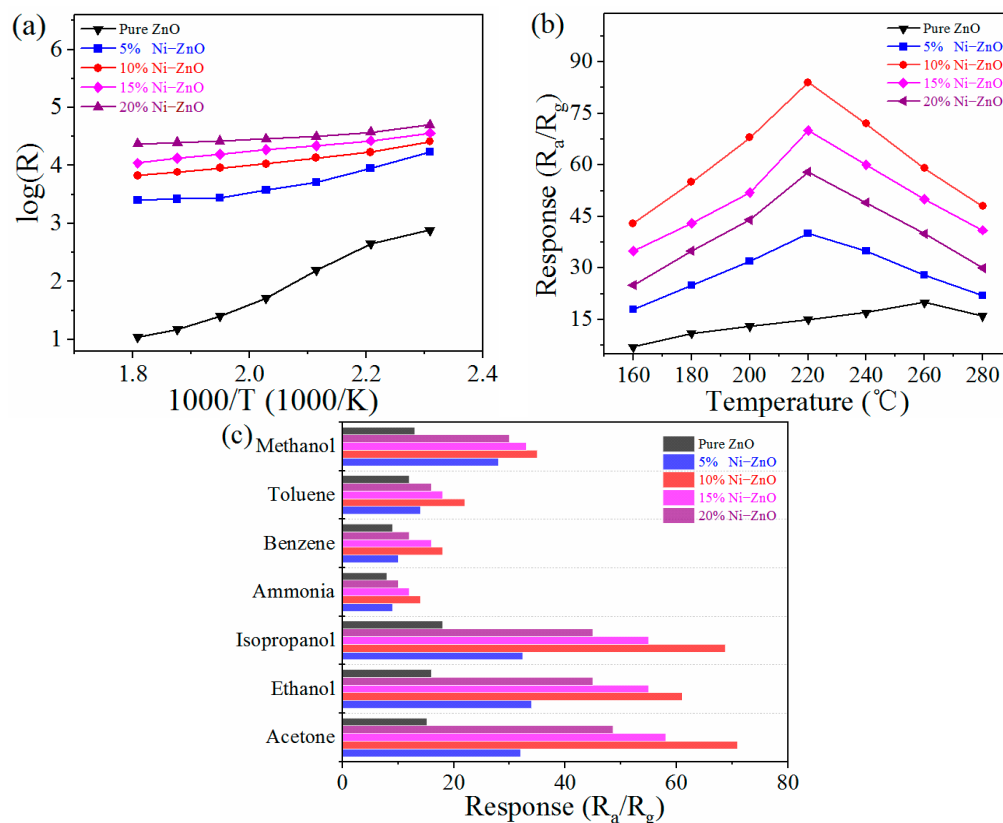 (a)
Pure ZnO
5% Ni−ZnO
10% Ni−ZnO
15% Ni−ZnO
20% Ni−ZnO
6
5
4
3
2
1
log(R)
1.8 2.0 2.2 2.4
1000/T (1000/K)
(b)
Pure ZnO
5% Ni−ZnO
10% Ni−ZnO
15% Ni−ZnO
20% Ni−ZnO
90
75
60
45
30
15
Response (Ra/Rg)
160 180 200 220 240 260 280
Temperature (℃)
(c)
Pure ZnO
5% Ni−ZnO
10% Ni−ZnO
15% Ni−ZnO
20% Ni−ZnO
Methanol
Toluene
Benzene
Ammonia
Isopropanol
Ethanol
Acetone
0 20 40 60 80
Response (Ra/Rg)